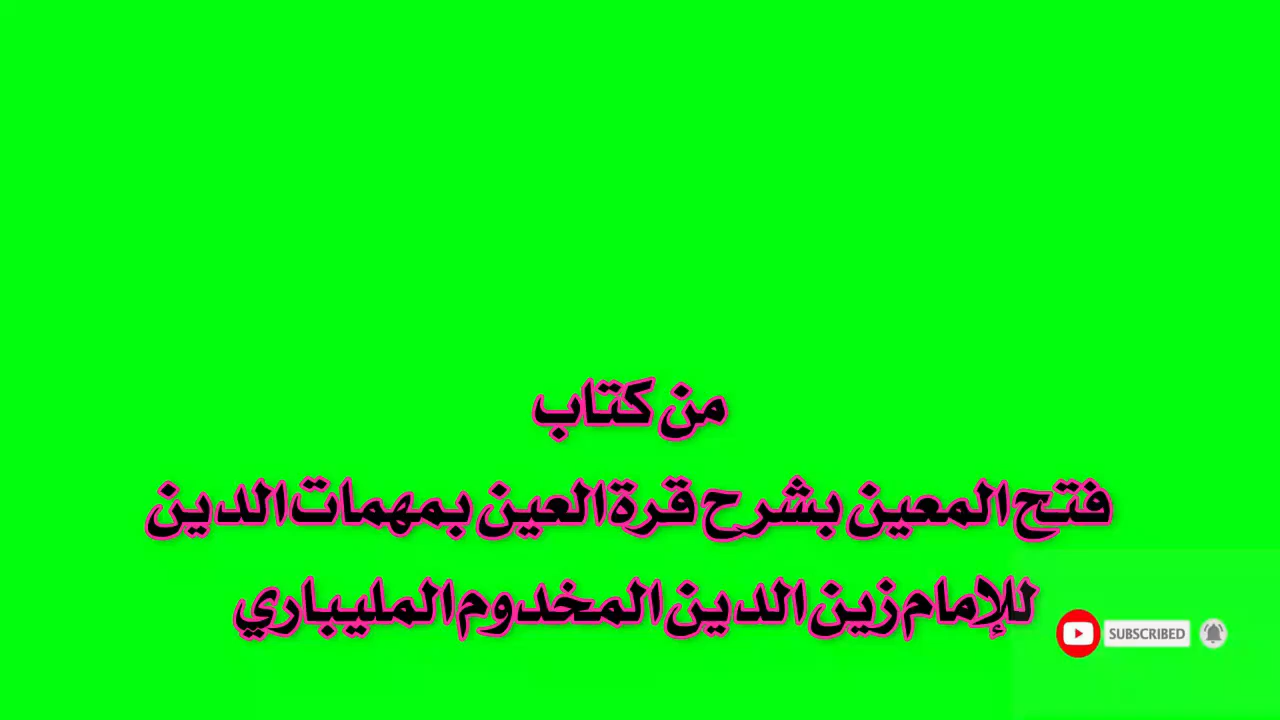 من كتاب
فتح المعين بشرح قرة العين بمهمات الدين
للإمام زين الدين المخدوم المليباري
SUBSCRIBED